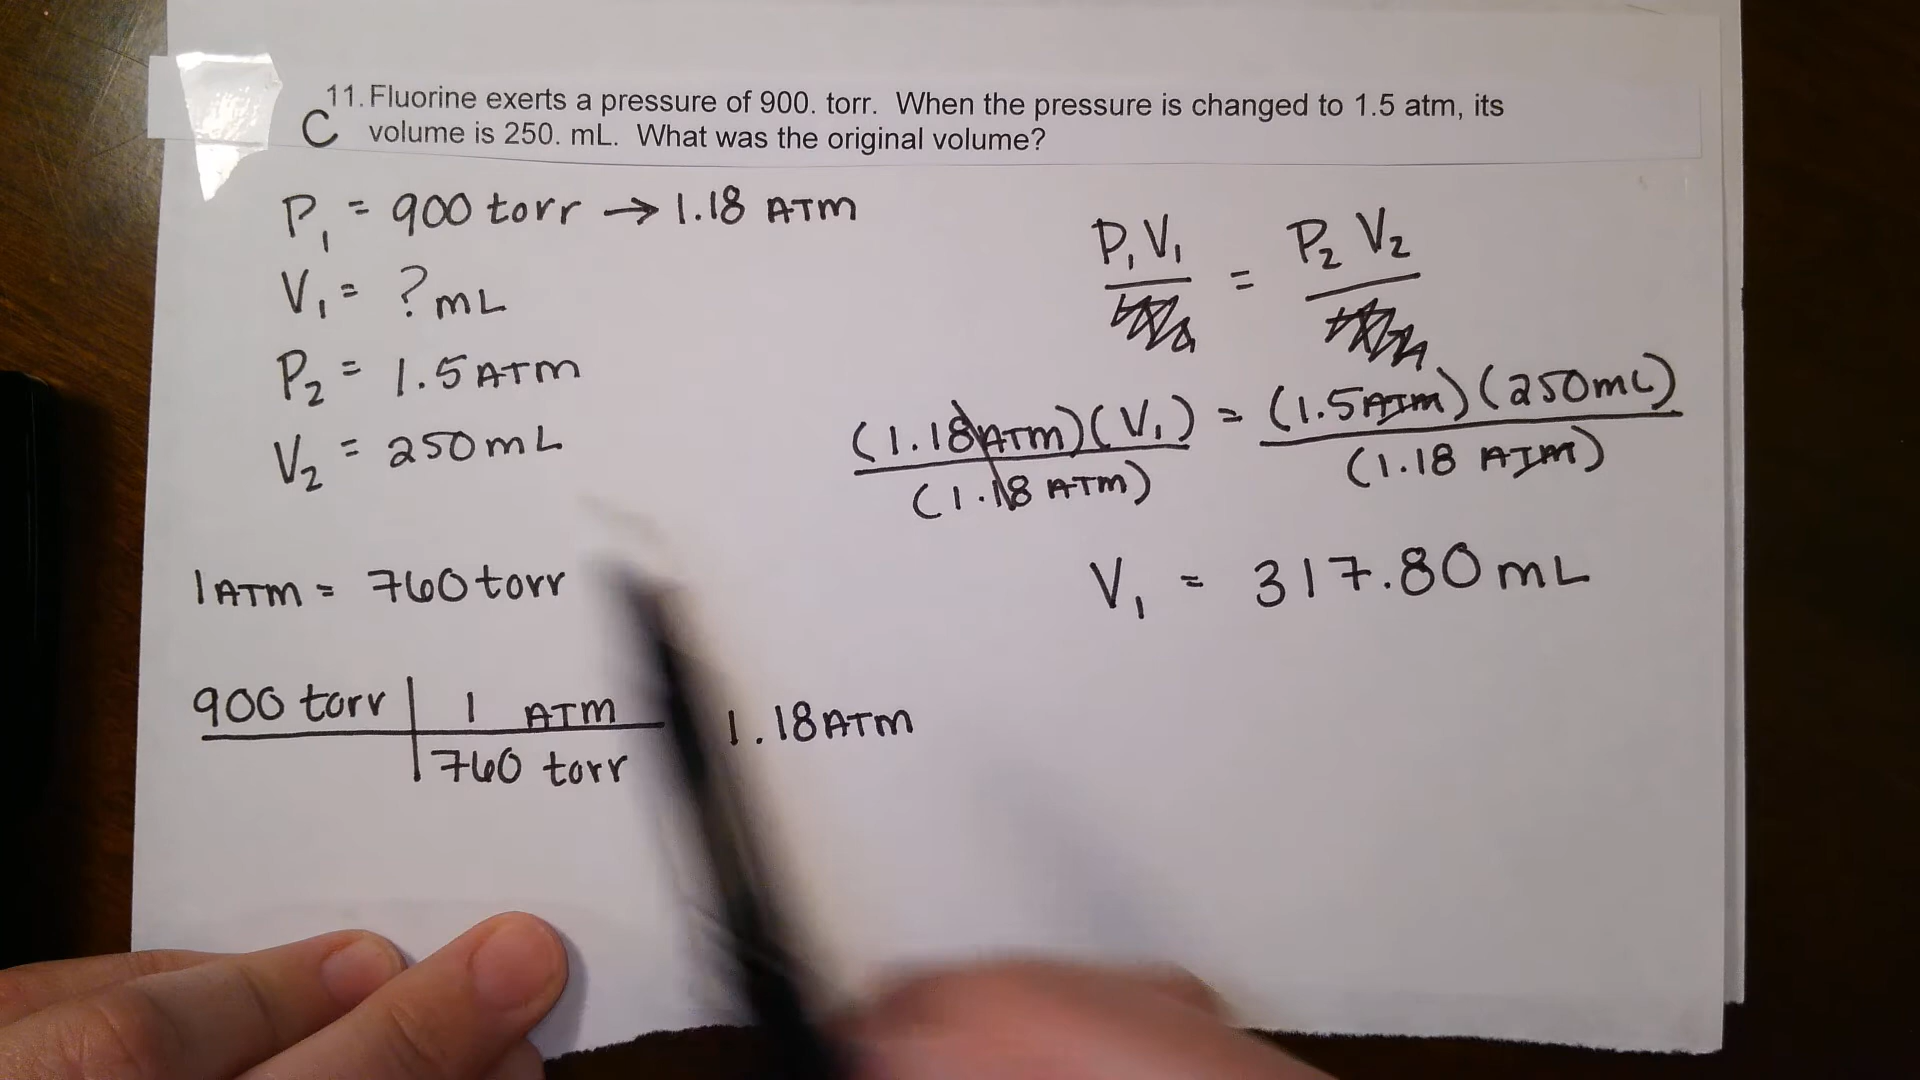 11. Fluorine exerts a pressure of 900. torr. When the pressure is changed to 1.5 atm, its
C volume is 250. mL. What was the original volume?
P₁ = 900 torr → 1.18 ATM
V₁ = ? mL
P₂ = 1.5 ATM
V₂ = 250 mL
1 ATM = 760 torr
900 torr | 1 ATM
760 torr
1.18 ATM
P₁V₁ = P₂ V₂
(1.18 ATM)(V₁) = (1.5 ATM)(250 mL)
(1.18 ATM) (1.18 ATM)
V₁ = 317.80 mL